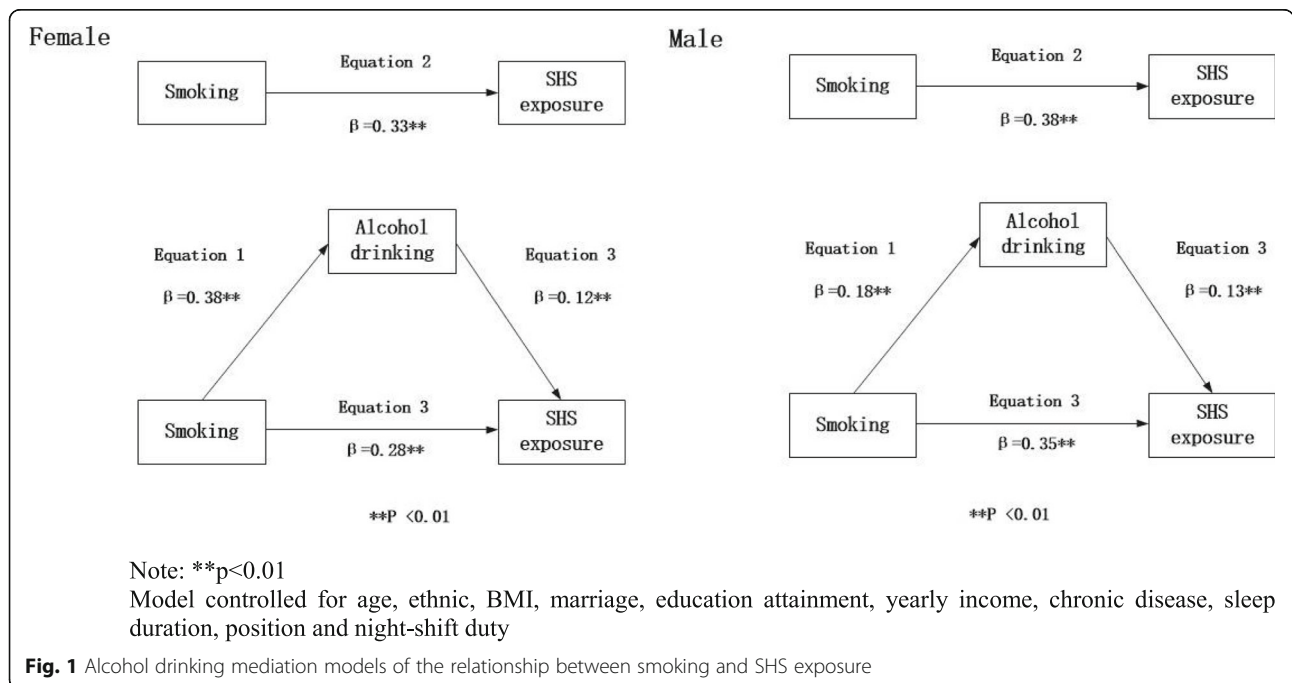 Female
Equation 2
Smoking
SHS
exposure
β=0.33**
Alcohol
drinking
Equation 1
Equation 3
β=0.38**
β=0.12**
Smoking
Equation 3
SHS
exposure
β=0.28**
**P <0.01
Male
Equation 2
Smoking
SHS
exposure
β=0.38**
Alcohol
drinking
Equation 1
Equation 3
β=0.18**
β=0.13**
Smoking
Equation 3
SHS
exposure
β=0.35**
**P <0.01
Note: **p<0.01
Model controlled for age, ethnic, BMI, marriage, education attainment, yearly income, chronic disease, sleep
duration, position and night-shift duty
Fig. 1 Alcohol drinking mediation models of the relationship between smoking and SHS exposure